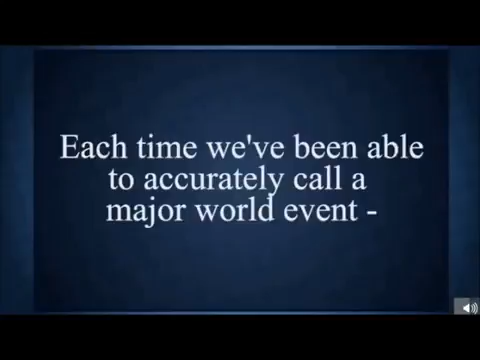 Each time we've been able
to accurately call a
major world event -